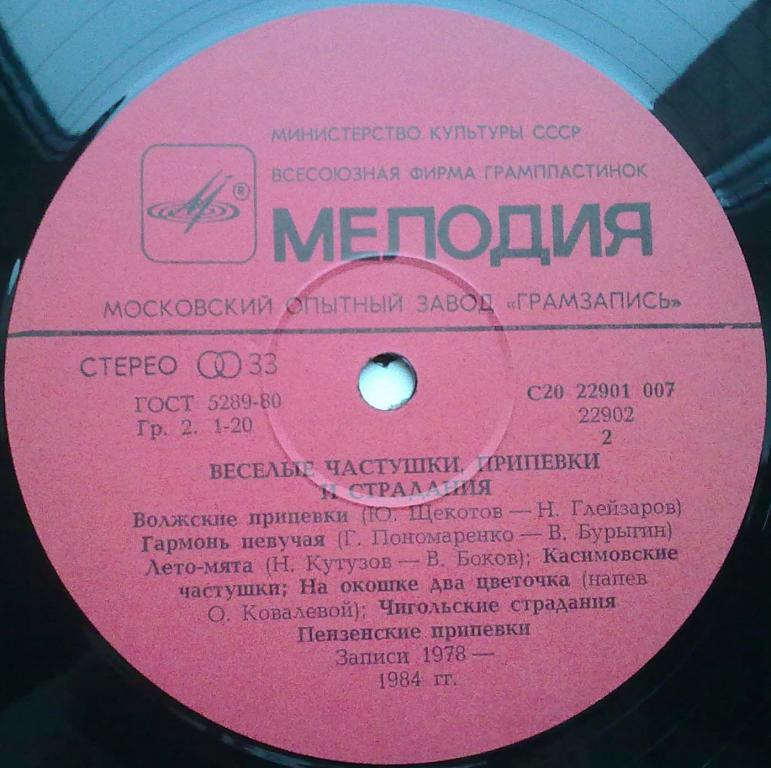 МИНИСТЕРСТВО КУЛЬТУРЫ СССР
ВСЕСОЮЗНАЯ ФИРМА ГРАМПЛАСТИНОК
®
МЕЛОДИЯ
МОСКОВСКИЙ ОПЫТНЫЙ ЗАВОД «ГРАМЗАПИСЬ»
СТЕРЕО 33
ГОСТ 5289-80
Гр. 2. 1-20
С20 22901 007
22902
2
ВЕСЕЛЫЕ ЧАСТУШКИ, ПРИПЕВКИ
И СТРАДАНИЯ
Волжские припевки (Ю. Щекотов — Н. Глейзаров)
Гармонь певучая (Г. Пономаренко — В. Бурыгин)
Лето-мята (Н. Кутузов — В. Боков); Касимовские
частушки; На окошке два цветочка (напев
О. Ковалевой); Чигольские страдания
Пензенские припевки
Записи 1978 —
1984 гг.